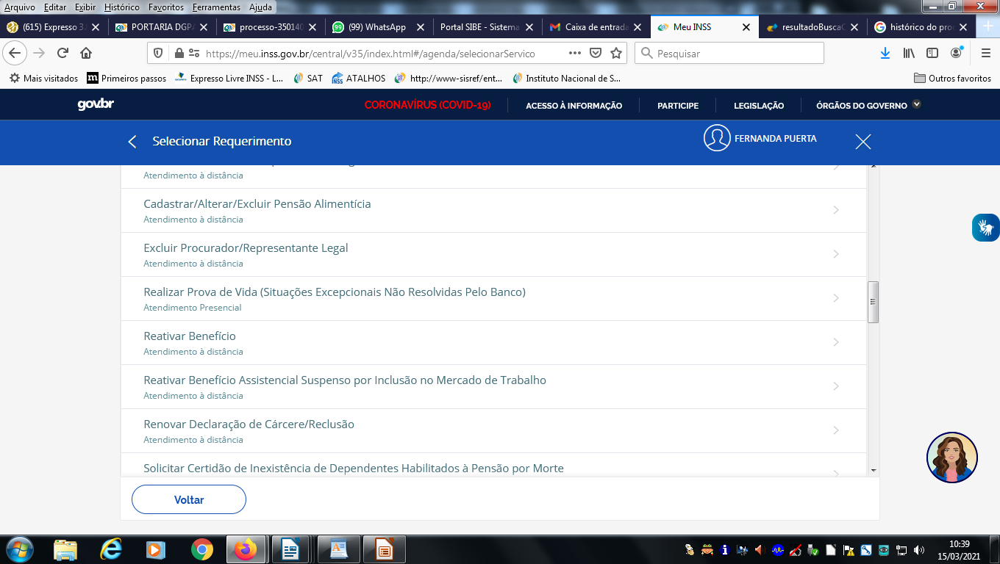 Arquivo Editar Exibir Histórico Favoritos Ferramentas Ajuda
(615) Expresso 3. PORTARIA DGPA processo-350140 (99) WhatsApp Portal SIBE - Sistema Caixa de entrada Meu INSS resultadoBuscaC histórico do pro
https://meu.inss.gov.br/central/v35/index.html#/agenda/selecionarServico Pesquisar
Mais visitados Primeiros passos Expresso Livre INSS - L... SAT ATALHOS http://www-sisref/ent... Instituto Nacional de S... Outros favoritos
gov.br CORONAVÍRUS (COVID-19) ACESSO À INFORMAÇÃO PARTICIPE LEGISLAÇÃO ÓRGÃOS DO GOVERNO
Selecionar Requerimento FERNANDA PUERTA
Atendimento à distância
Cadastrar/Alterar/Excluir Pensão Alimentícia
Atendimento à distância
Excluir Procurador/Representante Legal
Atendimento à distância
Realizar Prova de Vida (Situações Excepcionais Não Resolvidas Pelo Banco)
Atendimento Presencial
Reativar Benefício
Atendimento à distância
Reativar Benefício Assistencial Suspenso por Inclusão no Mercado de Trabalho
Atendimento à distância
Renovar Declaração de Cárcere/Reclusão
Atendimento à distância
Solicitar Certidão de Inexistência de Dependentes Habilitados à Pensão por Morte
Voltar
10:39
15/03/2021